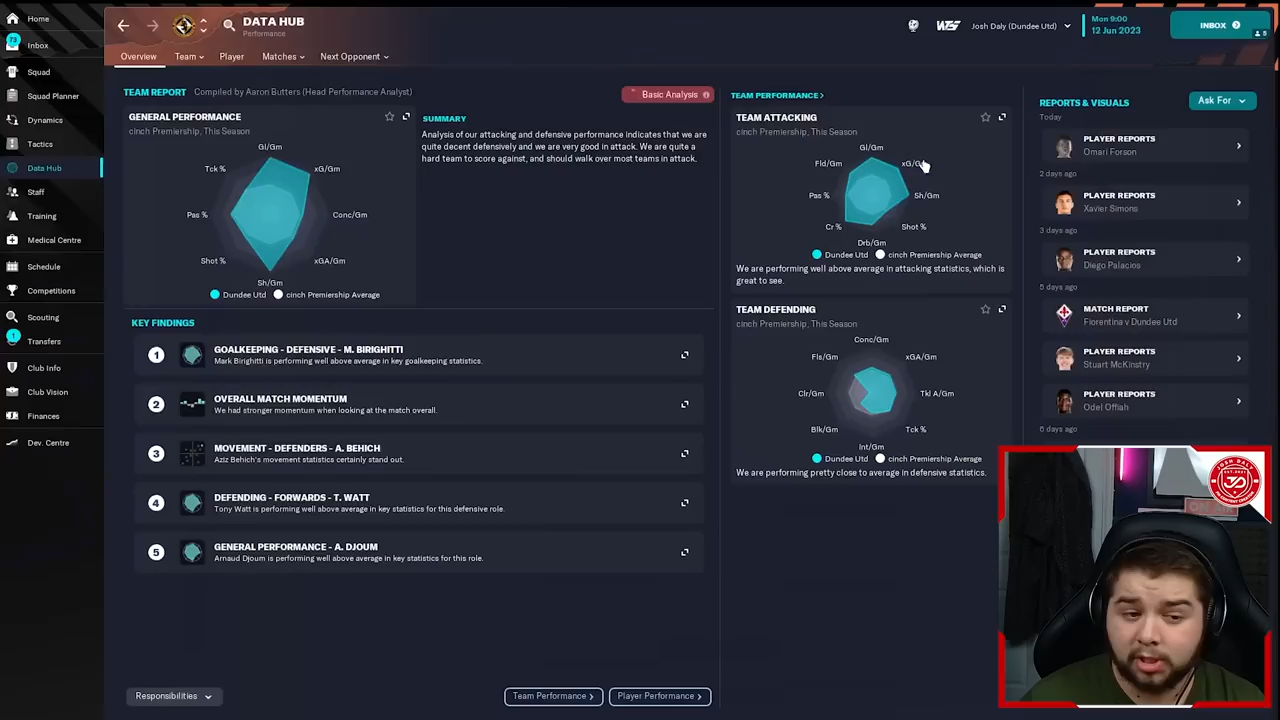 Home
73
Inbox
Squad
Squad Planner
Dynamics
Tactics
Data Hub
Staff
Training
Medical Centre
Schedule
Competitions
Scouting
1
Transfers
Club Info
Club Vision
Finances
Dev. Centre
DATA HUB
Performance
Josh Daly (Dundee Utd)
Mon 9:00
12 Jun 2023
INBOX
5
Overview
Team
Player
Matches
Next Opponent
TEAM REPORT
Compiled by Aaron Butters (Head Performance Analyst)
Basic Analysis
GENERAL PERFORMANCE
cinch Premiership, This Season
Gl/Gm
Tck %
xG/Gm
Pas %
Conc/Gm
Shot %
xGA/Gm
Sh/Gm
Dundee Utd
cinch Premiership Average
SUMMARY
Analysis of our attacking and defensive performance indicates that we
are quite decent defensively and we are very good in attack. We are quite a
hard team to score against, and should walk over most teams in attack.
KEY FINDINGS
1
GOALKEEPING - DEFENSIVE - M. BIRIGHITTI
Mark Birighitti is performing well above average in key goalkeeping statistics.
2
OVERALL MATCH MOMENTUM
We had stronger momentum when looking at the match overall.
3
MOVEMENT - DEFENDERS - A. BEHICH
Aziz Behich's movement statistics certainly stand out.
4
DEFENDING - FORWARDS - T. WATT
Tony Watt is performing well above average in key statistics for this defensive role.
5
GENERAL PERFORMANCE - A. DJOUM
Arnaud Djoum is performing well above average in key statistics for this role.
Responsibilities
Team Performance
Player Performance
TEAM PERFORMANCE
TEAM ATTACKING
cinch Premiership, This Season
Gl/Gm
Fld/Gm
Pas %
Sh/Gm
Cr %
Shot %
Drb/Gm
Dundee Utd
cinch Premiership Average
We are performing well above average in attacking statistics, which is
great to see.
TEAM DEFENDING
cinch Premiership, This Season
Conc/Gm
Fls/Gm
xGA/Gm
Clr/Gm
Tkl A/Gm
Blk/Gm
Tck %
Int/Gm
Dundee Utd
cinch Premiership Average
We are performing pretty close to average in defensive statistics.
REPORTS & VISUALS
Ask For
Today
PLAYER REPORTS
Omari Forson
2 days ago
PLAYER REPORTS
Xavier Simons
3 days ago
PLAYER REPORTS
Diego Palacios
5 days ago
MATCH REPORT
Fiorentina v Dundee Utd
PLAYER REPORTS
Stuart McKinstry
PLAYER REPORTS
Odel Offiah
6 days ago
JOSH DALY